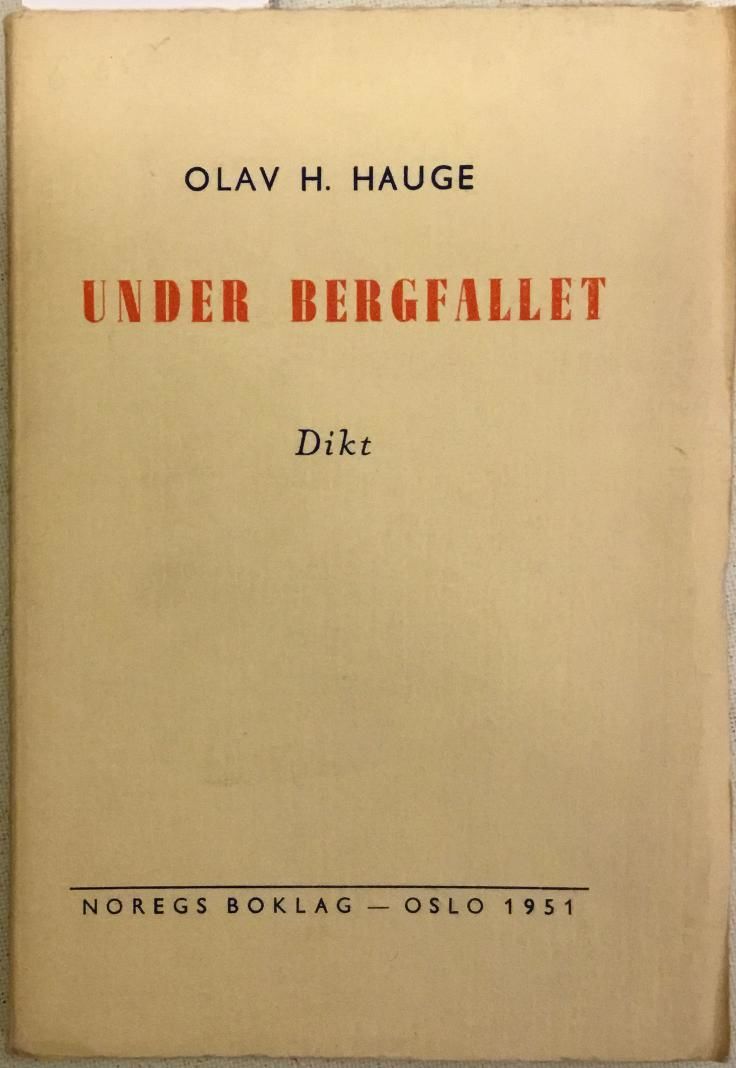 OLAV H. HAUGE
UNDER BERGFALLET
Dikt
NOREGS BOKLAG — OSLO 1951